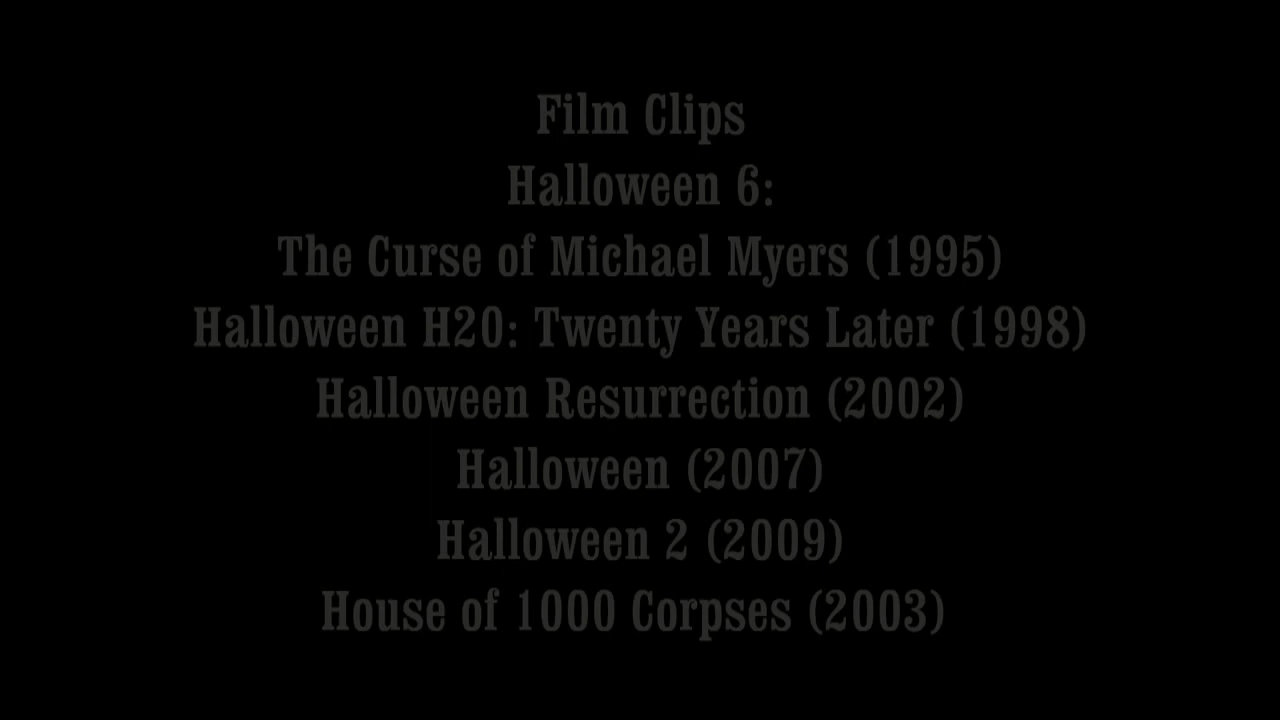 Film Clips
Halloween 6:
The Curse of Michael Myers (1995)
Halloween H20: Twenty Years Later (1998)
Halloween Resurrection (2002)
Halloween (2007)
Halloween 2 (2009)
House of 1000 Corpses (2003)